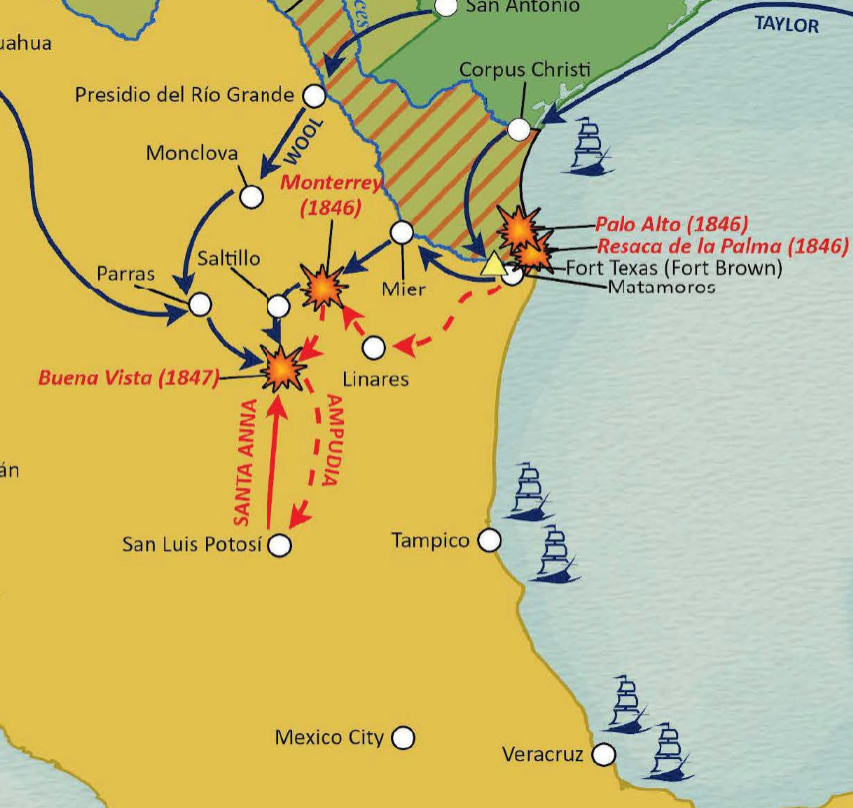 San Antonio
TAYLOR
Corpus Christi
Presidio del Río Grande
WOOL
Monclova
Monterrey
(1846)
Palo Alto (1846)
Resaca de la Palma (1846)
Fort Texas (Fort Brown)
Matamoros
Saltillo
Parras
Mier
Linares
Buena Vista (1847)
SANTA ANNA
AMPUDIA
San Luis Potosí
Tampico
Mexico City
Veracruz